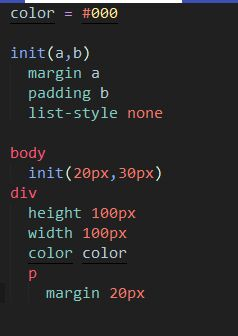 color = #000
init(a,b)
margin a
padding b
list-style none
body
init(20px,30px)
div
height 100px
width 100px
color color
p
margin 20px